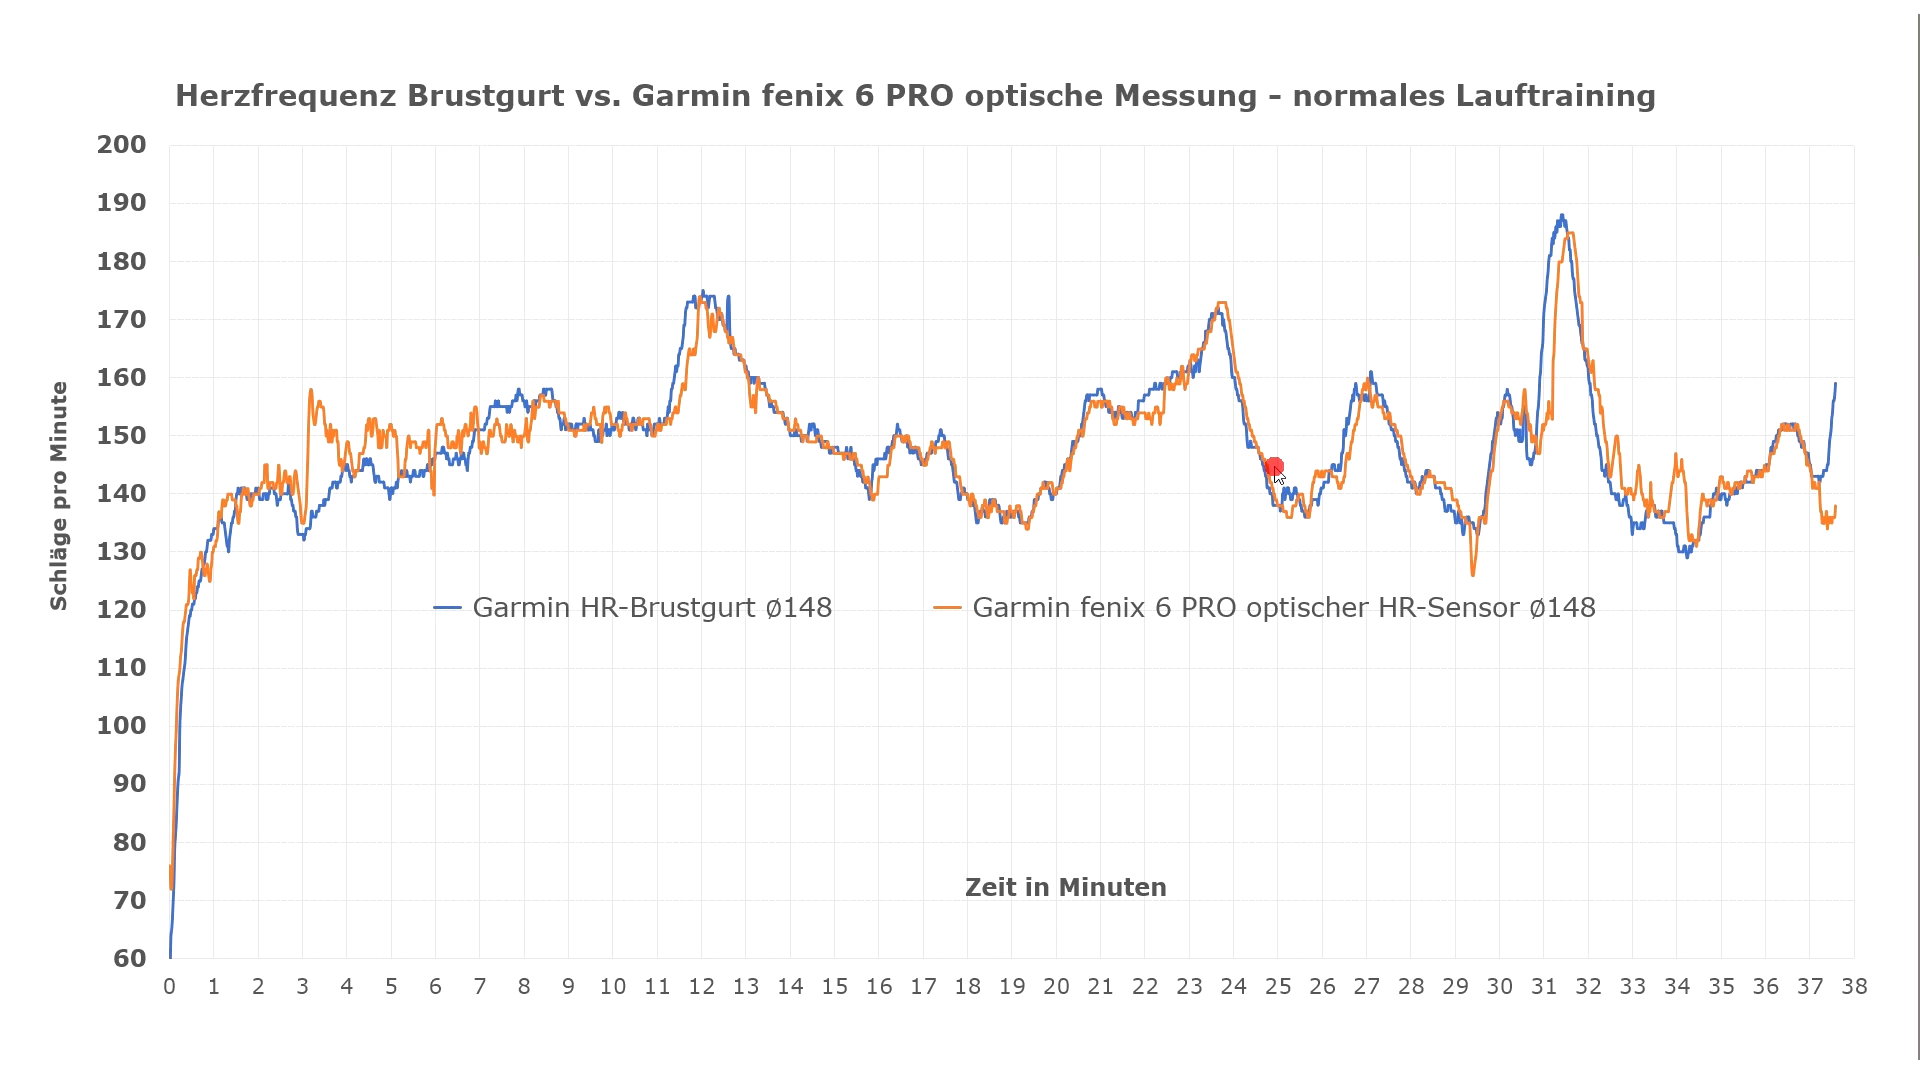 Herzfrequenz Brustgurt vs. Garmin fenix 6 PRO optische Messung – normales Lauftraining
200
190
180
170
160
150
140
130
120
110
100
90
80
70
60
Schläge pro Minute
Garmin HR-Brustgurt ø148
Garmin fenix 6 PRO optischer HR-Sensor ø148
Zeit in Minuten
0 1 2 3 4 5 6 7 8 9 10 11 12 13 14 15 16 17 18 19 20 21 22 23 24 25 26 27 28 29 30 31 32 33 34 35 36 37 38